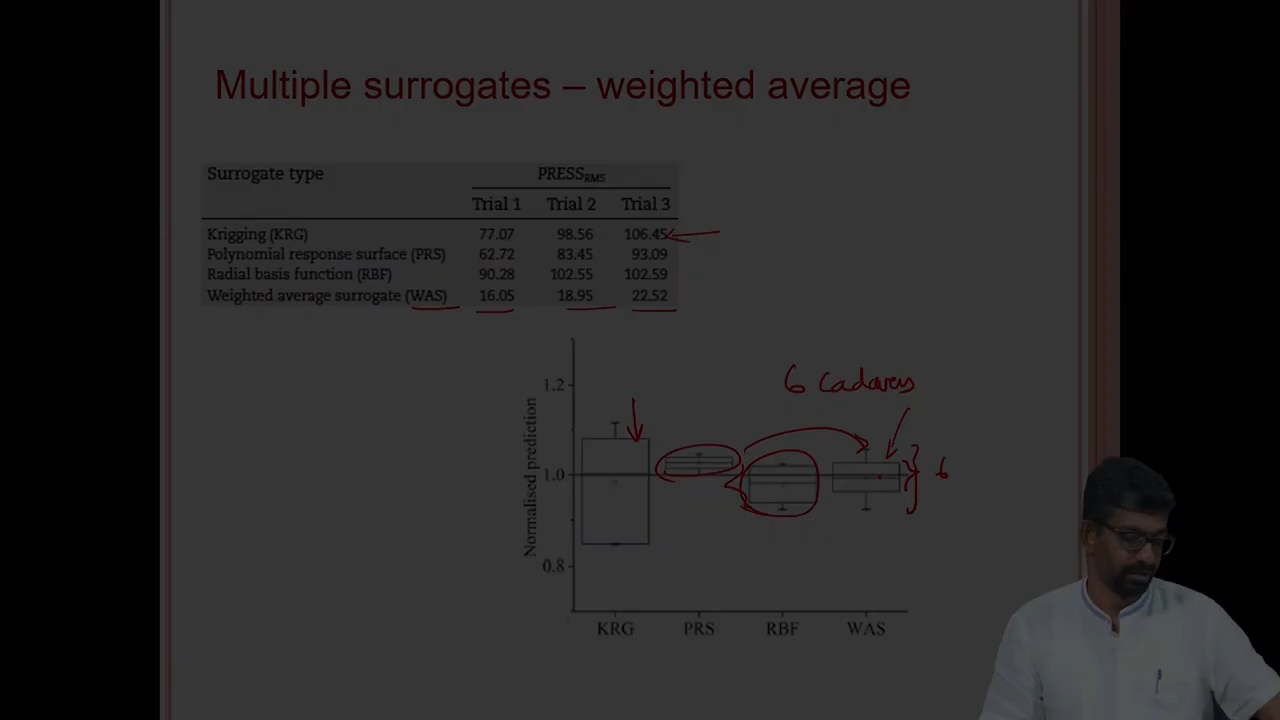 Multiple surrogates – weighted average
Surrogate type PRESS_RMS
Trial 1 Trial 2 Trial 3
Krigging (KRG) 77.07 98.56 106.45
Polynomial response surface (PRS) 62.72 83.45 93.09
Radial basis function (RBF) 90.28 102.55 102.59
Weighted average surrogate (WAS) 16.05 18.95 22.52
6 cadavers
1.2
1.0
6
0.8
Normalised prediction
KRG PRS RBF WAS